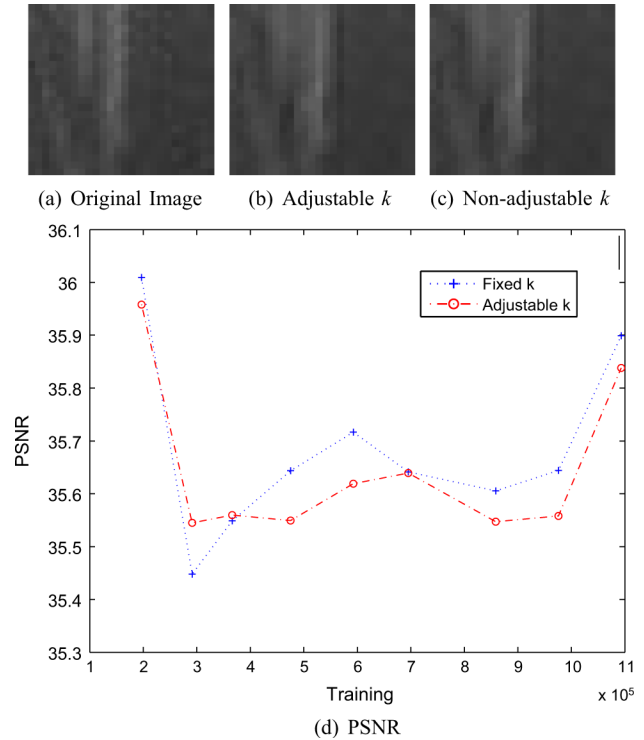 (a) Original Image (b) Adjustable k (c) Non-adjustable k
36.1
36
35.9
35.8
35.7
35.6
35.5
35.4
35.3
PSNR
Fixed k
Adjustable k
1 2 3 4 5 6 7 8 9 10 11
Training
x 10⁵
(d) PSNR